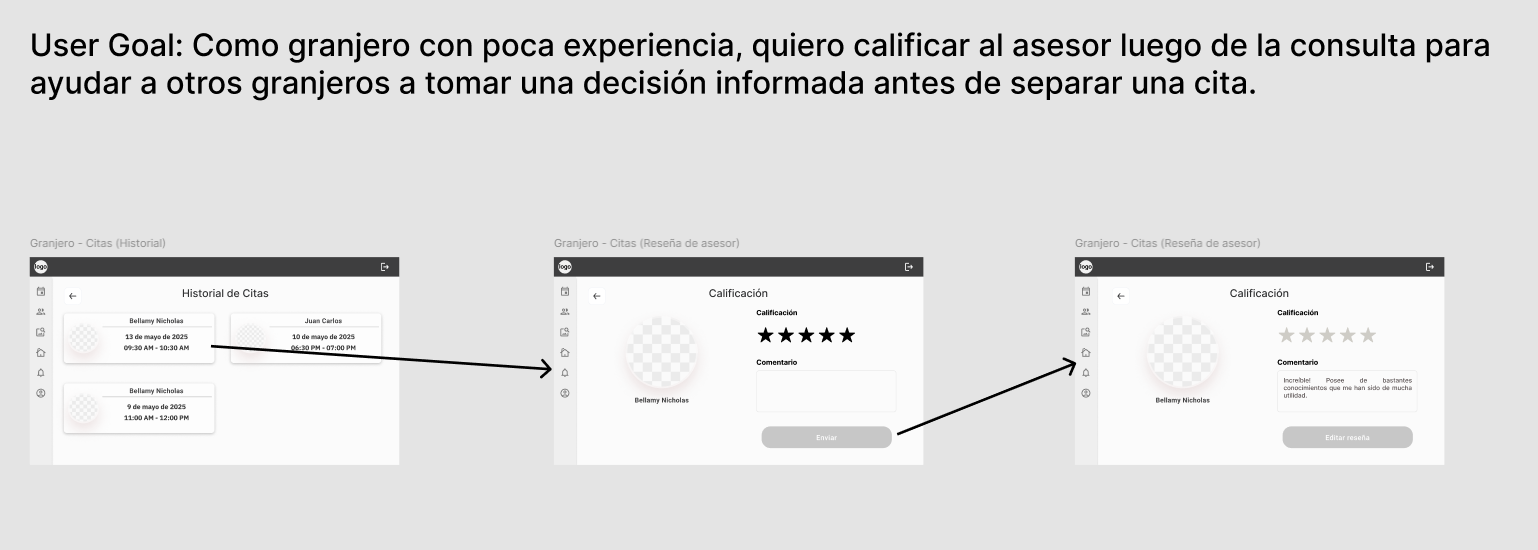 User Goal: Como granjero con poca experiencia, quiero calificar al asesor luego de la consulta para
ayudar a otros granjeros a tomar una decisión informada antes de separar una cita.
Granjero - Citas (Historial)
logo
Historial de Citas
Bellamy Nicholas
13 de mayo de 2025
09:30 AM - 10:30 AM
Juan Carlos
10 de mayo de 2025
06:30 PM - 07:00 PM
Bellamy Nicholas
9 de mayo de 2025
11:00 AM - 12:00 PM
Granjero - Citas (Reseña de asesor)
logo
Calificación
Bellamy Nicholas
Calificación
Comentario
Enviar
Granjero - Citas (Reseña de asesor)
logo
Calificación
Bellamy Nicholas
Calificación
Comentario
Increíble! Posee de bastantes
conocimientos que me han sido de mucha
utilidad.
Editar reseña